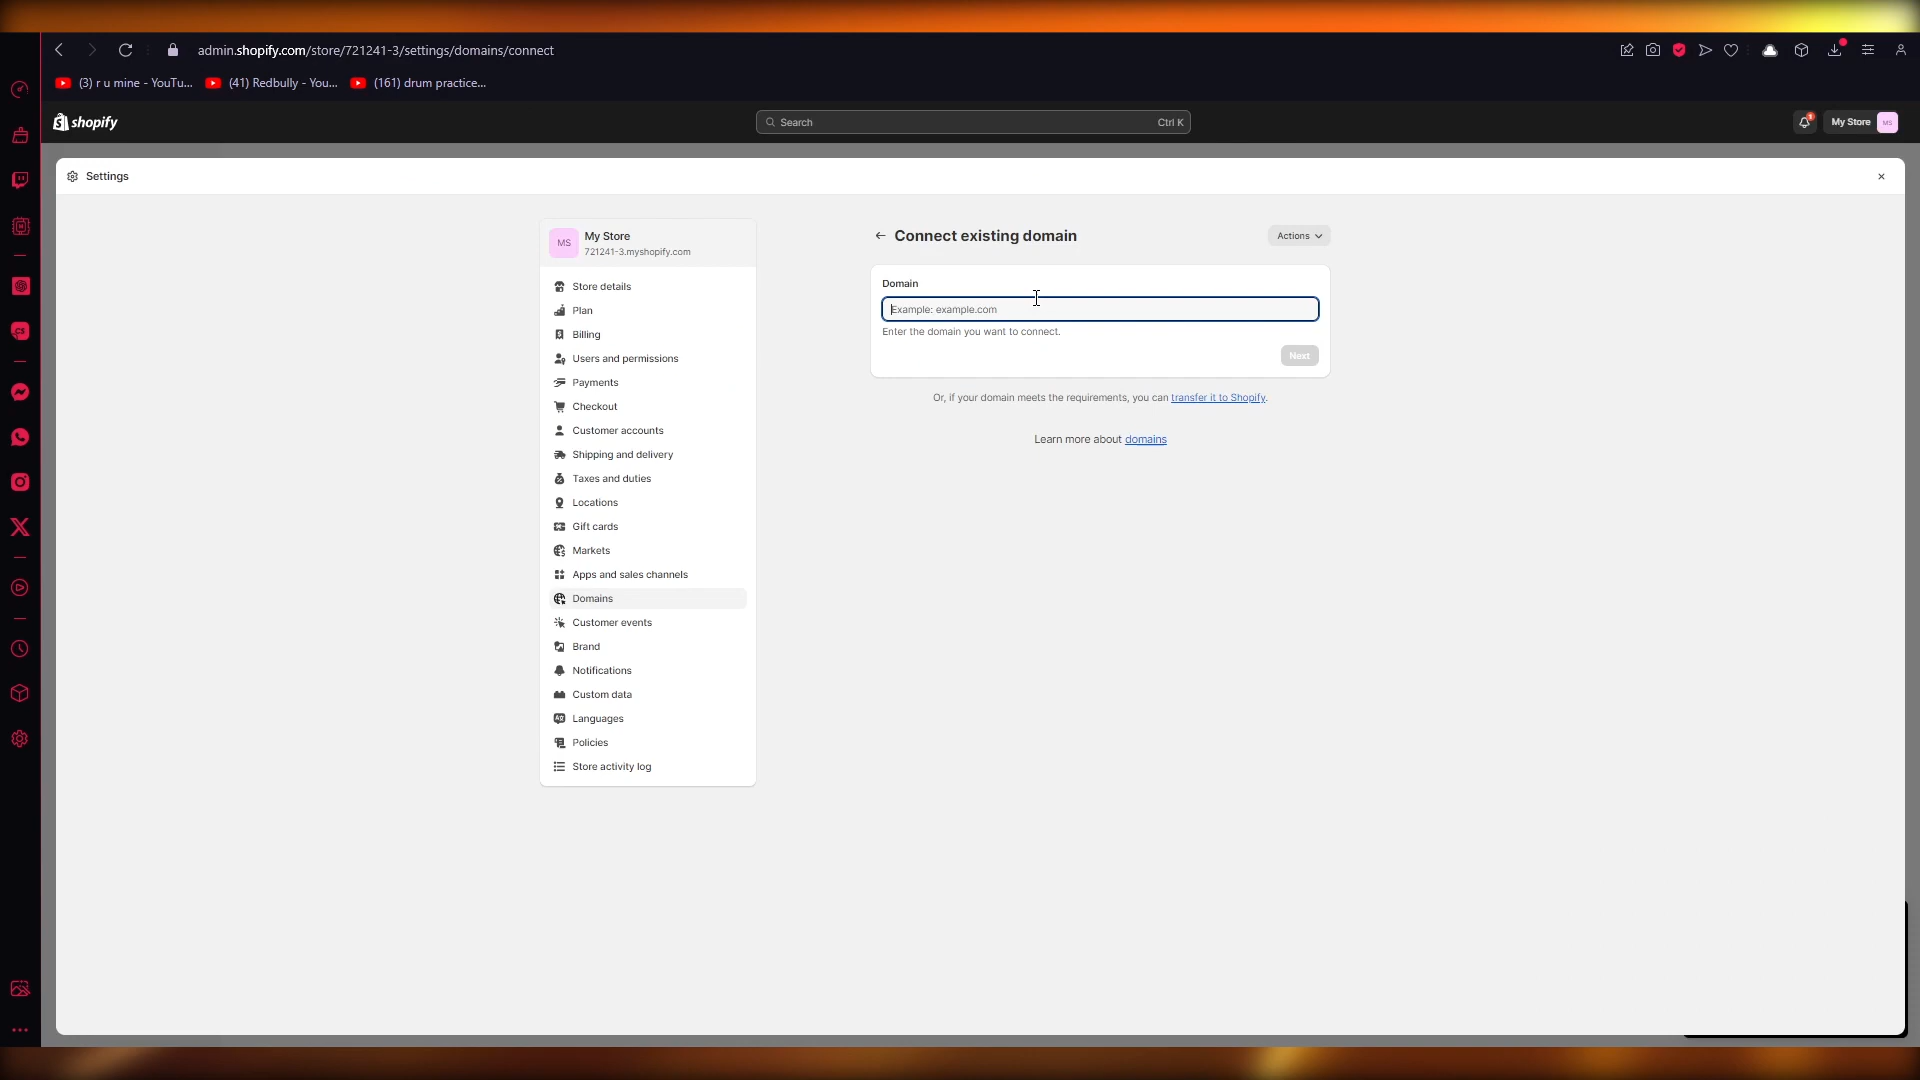 admin.shopify.com/store/721241-3/settings/domains/connect
(3) r u mine - YouTu...
(41) Redbully - You...
(161) drum practice...
shopify
Search
Ctrl K
My Store
MS
Settings
MS
My Store
721241-3.myshopify.com
Store details
Plan
Billing
Users and permissions
Payments
Checkout
Customer accounts
Shipping and delivery
Taxes and duties
Locations
Gift cards
Markets
Apps and sales channels
Domains
Customer events
Brand
Notifications
Custom data
Languages
Policies
Store activity log
Connect existing domain
Actions
Domain
Example: example.com
Enter the domain you want to connect.
Next
Or, if your domain meets the requirements, you can transfer it to Shopify.
Learn more about domains